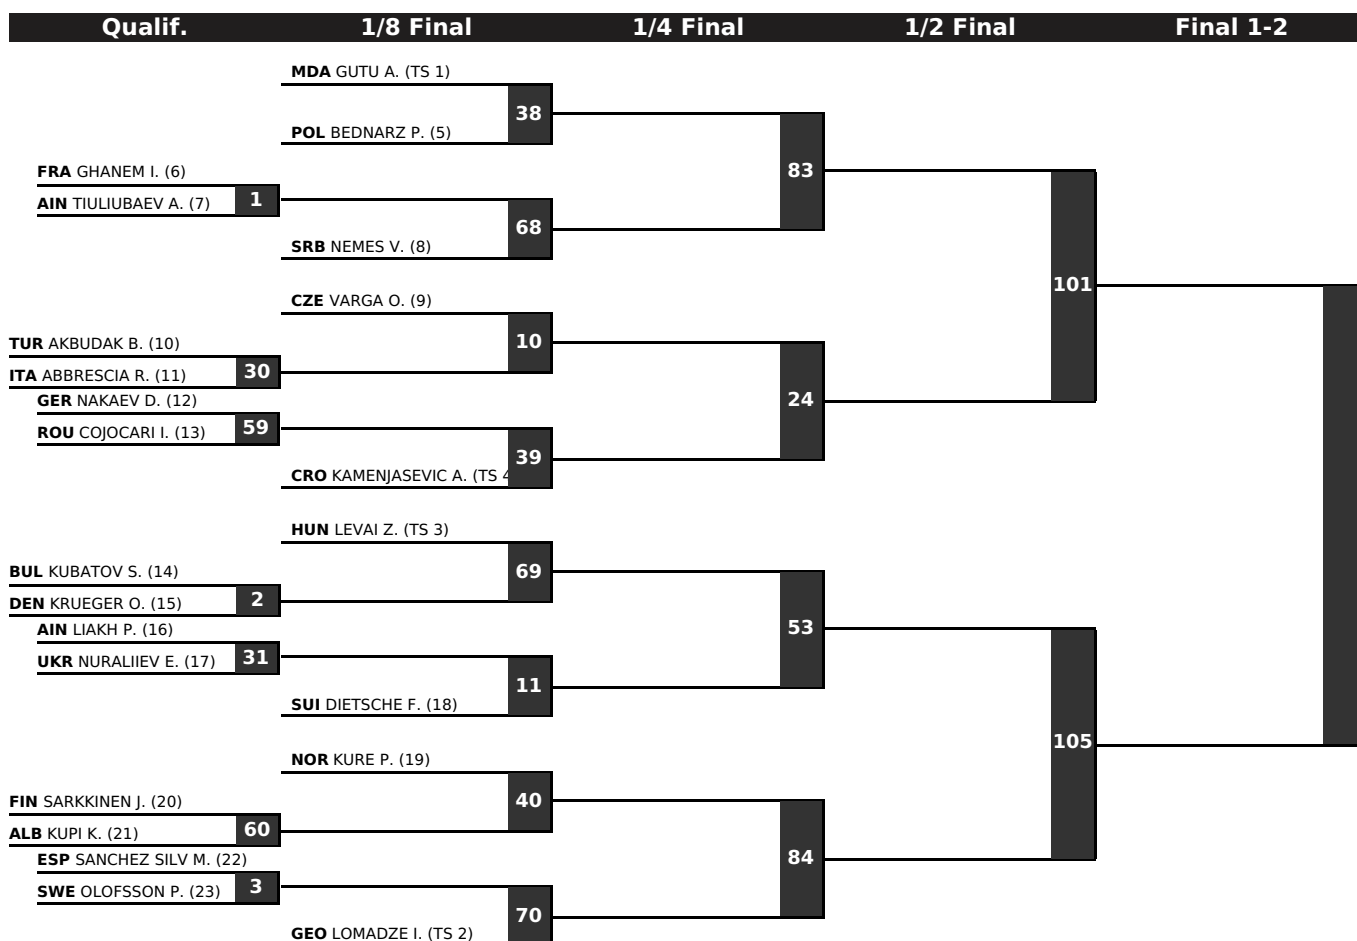 Qualif. 1/8 Final 1/4 Final 1/2 Final Final 1-2
MDA GUTU A. (TS 1)
38
POL BEDNARZ P. (5)
FRA GHANEM I. (6)
83
1
AIN TIULIUBAEV A. (7)
68
SRB NEMES V. (8)
101
CZE VARGA O. (9)
10
TUR AKBUDAK B. (10)
30
ITA ABBRESCIA R. (11)
24
GER NAKAEV D. (12)
59
ROU COJOCARI I. (13)
39
CRO KAMENJASEVIC A. (TS 4
HUN LEVAI Z. (TS 3)
69
BUL KUBATOV S. (14)
2
DEN KRUEGER O. (15)
53
AIN LIAKH P. (16)
31
UKR NURALIIEV E. (17)
11
SUI DIETSCHE F. (18)
105
NOR KURE P. (19)
40
FIN SARKKINEN J. (20)
60
ALB KUPI K. (21)
84
ESP SANCHEZ SILV M. (22)
3
SWE OLOFSSON P. (23)
70
GEO LOMADZE I. (TS 2)